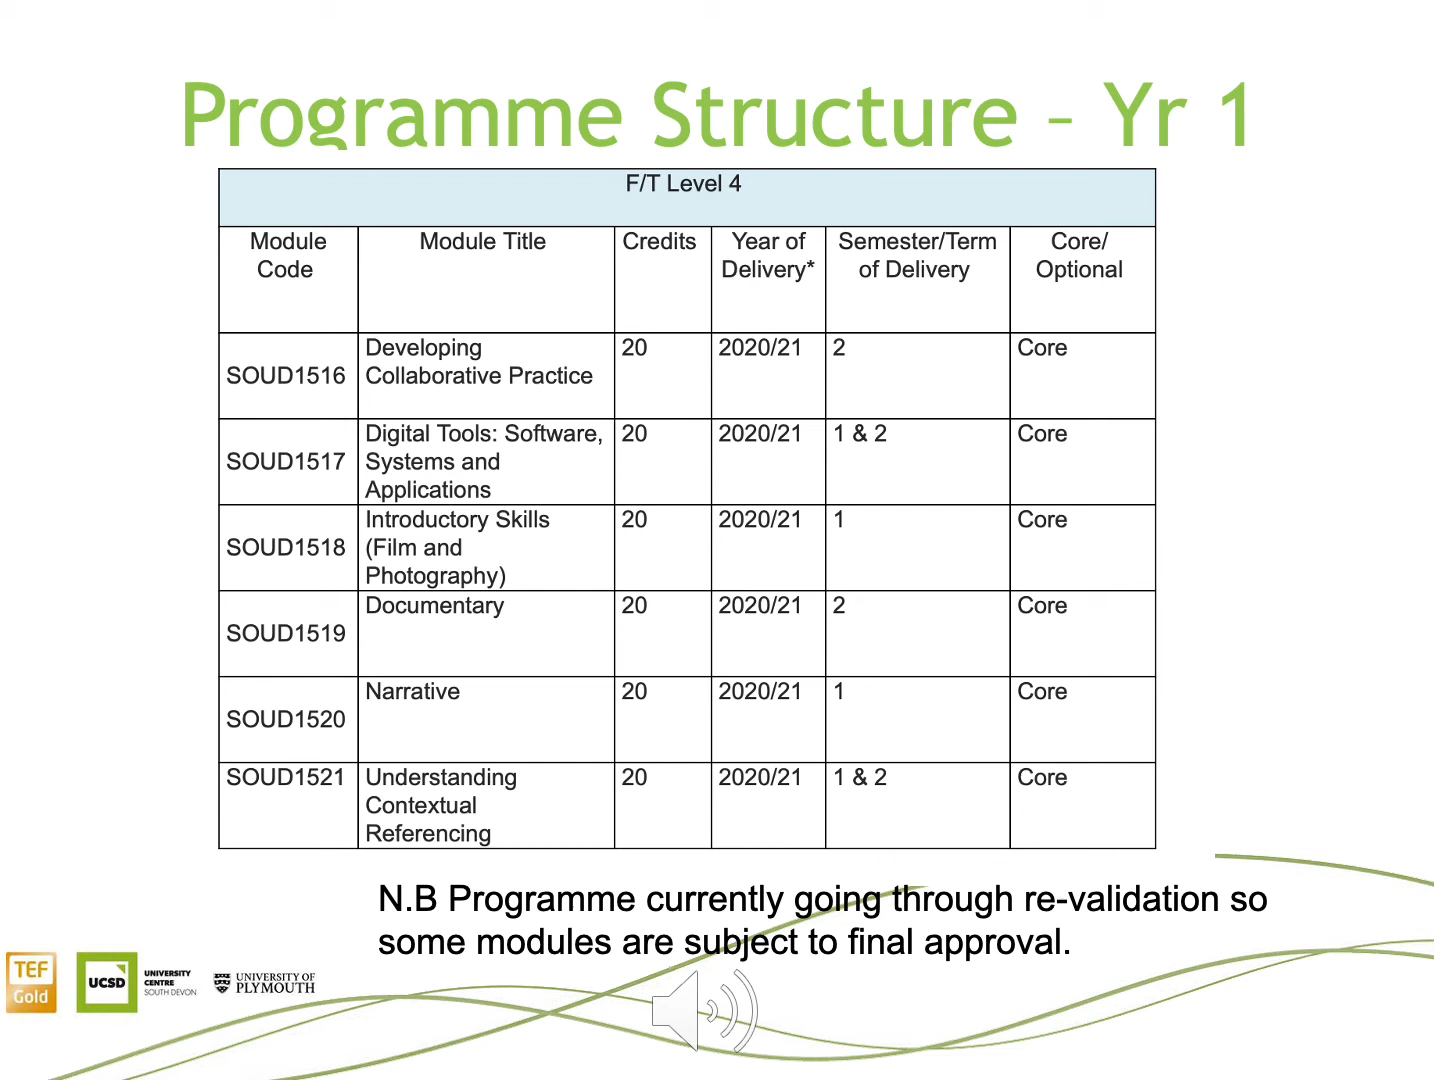 Programme Structure – Yr 1
F/T Level 4
Module Code
Module Title
Credits
Year of Delivery*
Semester/Term of Delivery
Core/ Optional
SOUD1516
Developing
Collaborative Practice
20
2020/21
2
Core
SOUD1517
Digital Tools: Software,
Systems and
Applications
20
2020/21
1 & 2
Core
SOUD1518
Introductory Skills
(Film and
Photography)
20
2020/21
1
Core
SOUD1519
Documentary
20
2020/21
2
Core
SOUD1520
Narrative
20
2020/21
1
Core
SOUD1521
Understanding
Contextual
Referencing
20
2020/21
1 & 2
Core
N.B Programme currently going through re-validation so
some modules are subject to final approval.
TEF
Gold
UCSD
UNIVERSITY
CENTRE
SOUTH DEVON
UNIVERSITY OF
PLYMOUTH